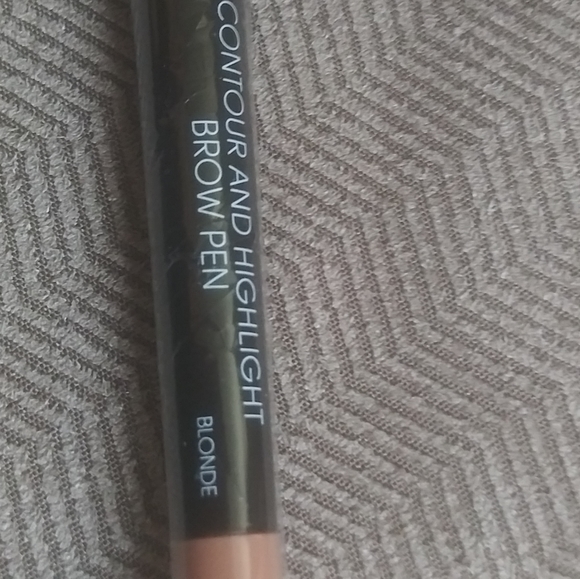 CONTOUR AND HIGHLIGHT
BROW PEN
BLONDE